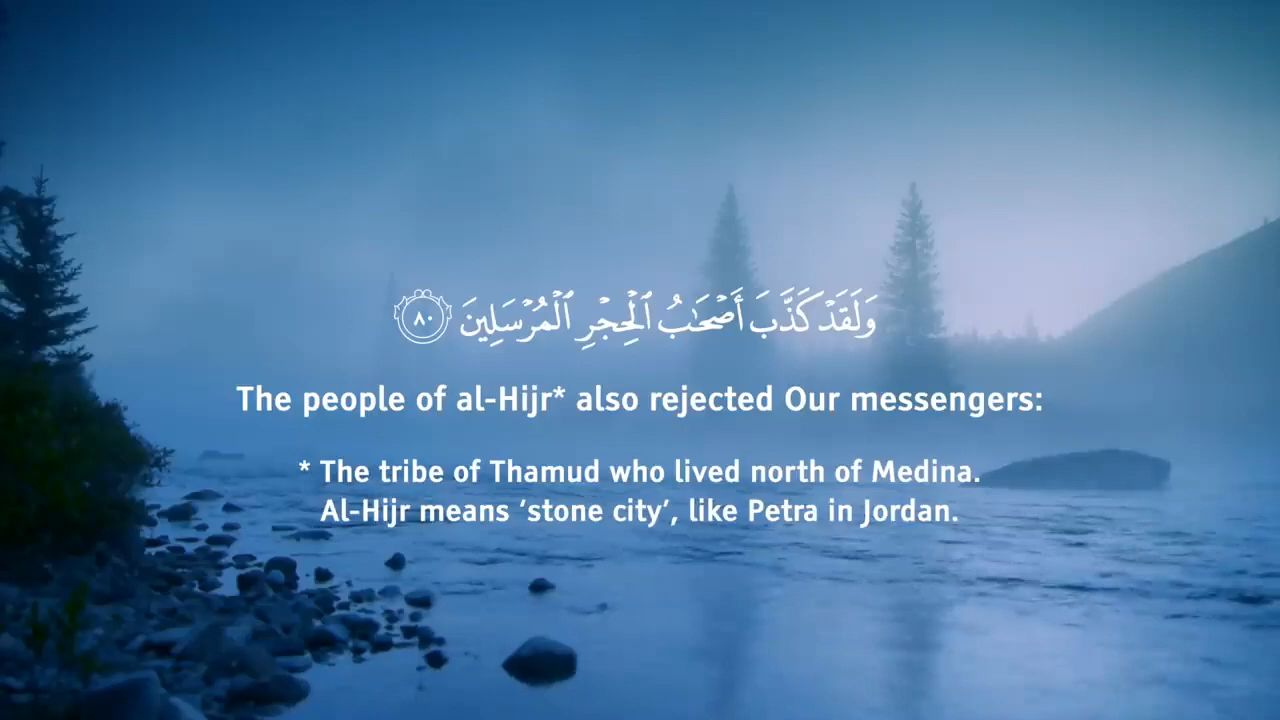 وَلَقَدْ كَذَّبَ أَصْحَٰبُ ٱلْحِجْرِ ٱلْمُرْسَلِينَ ٨٠
The people of al-Hijr* also rejected Our messengers:
* The tribe of Thamud who lived north of Medina.
Al-Hijr means ‘stone city’, like Petra in Jordan.